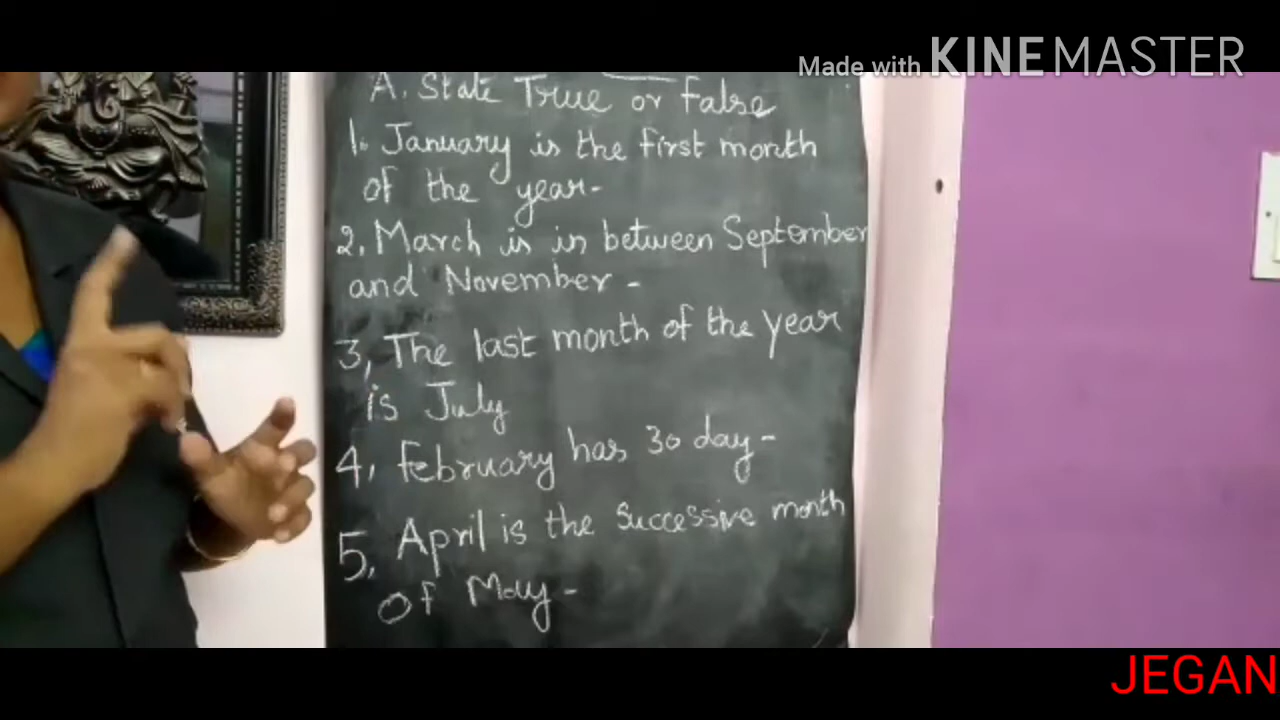 Made with KINEMASTER
A. State True or False
1. January is the first month
of the year-
2. March is in between September
and November -
3, The last month of the year
is July
4, February has 30 day-
5, April is the Successive month
of May-
JEGAN